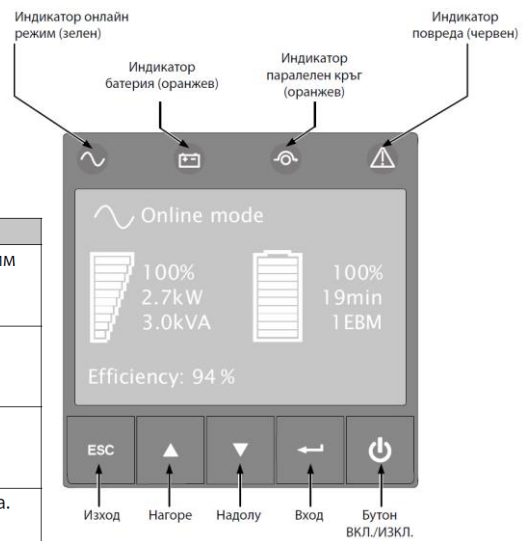 Индикатор онлайн
режим (зелен)
Индикатор
батерия (оранжев)
Индикатор
паралелен кръг
(оранжев)
Индикатор
повреда (червен)
Online mode
100%
2.7kW
3.0kVA
100%
19min
1EBM
Efficiency: 94 %
ESC
Изход
Нагоре
Надолу
Вход
Бутон
ВКЛ./ИЗКЛ.